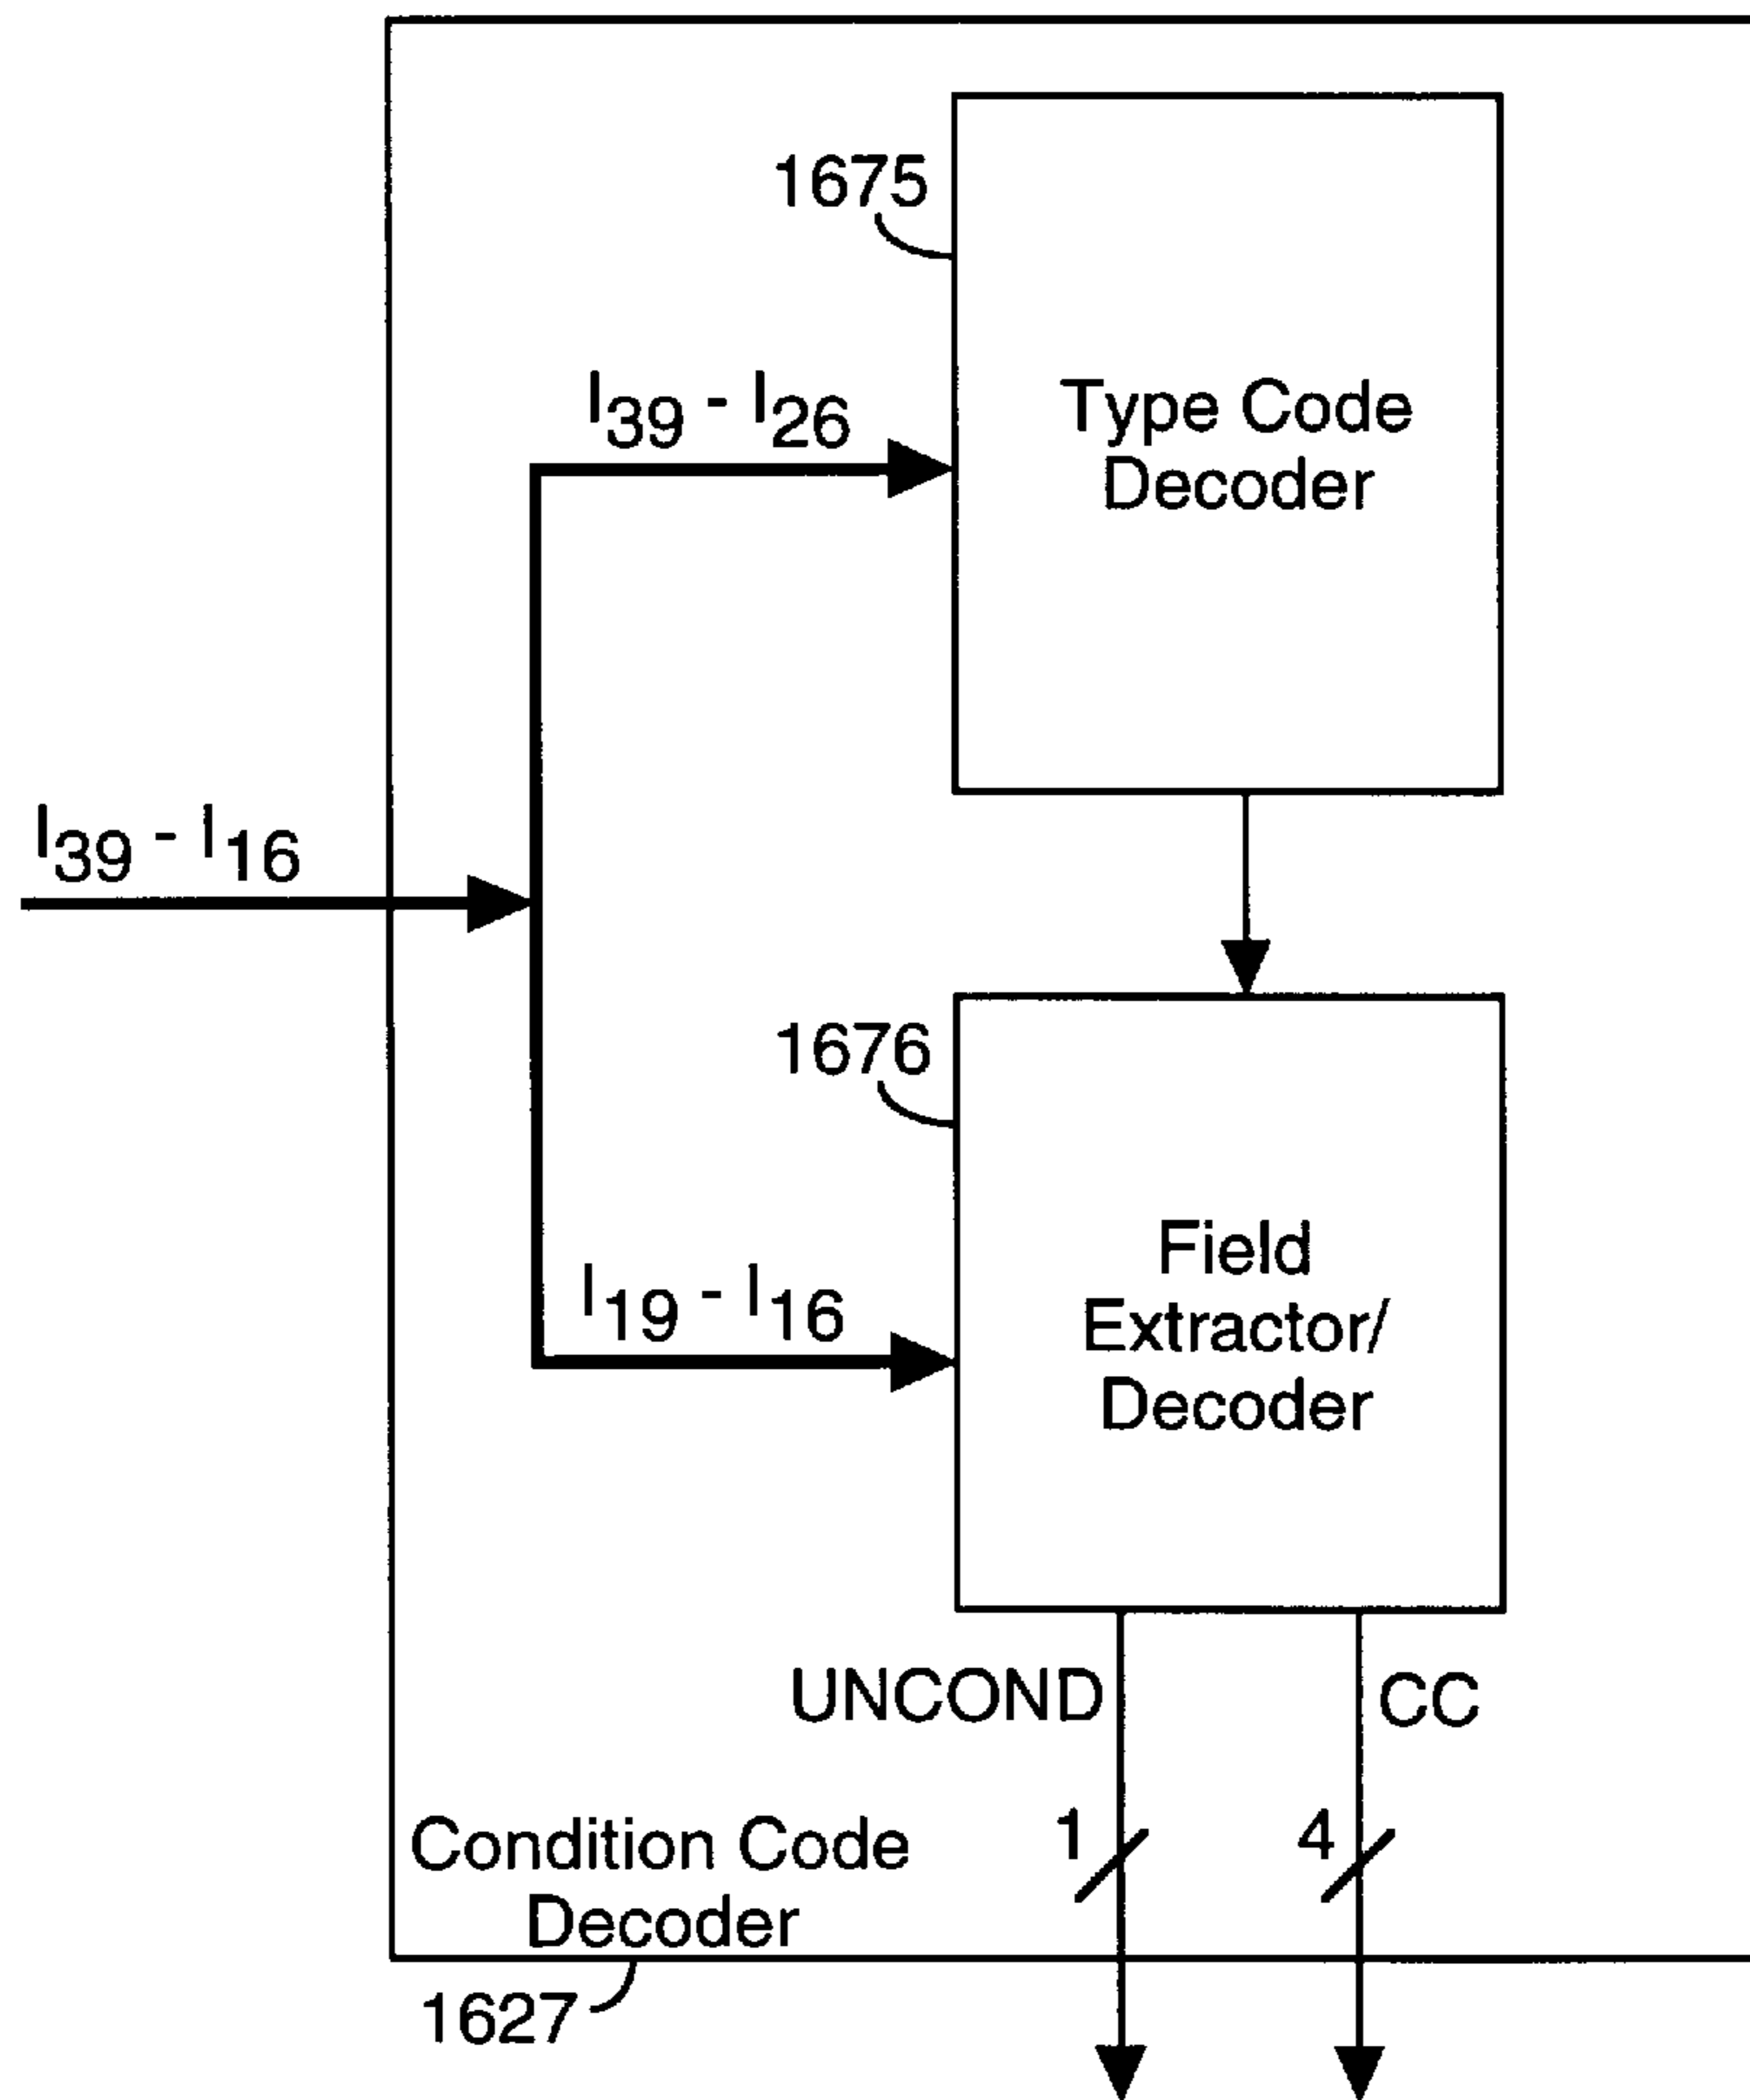 1675
I39 - I26
Type Code
Decoder
I39 - I16
1676
Field
Extractor/
Decoder
I19 - I16
UNCOND
CC
1
4
Condition Code
Decoder
1627